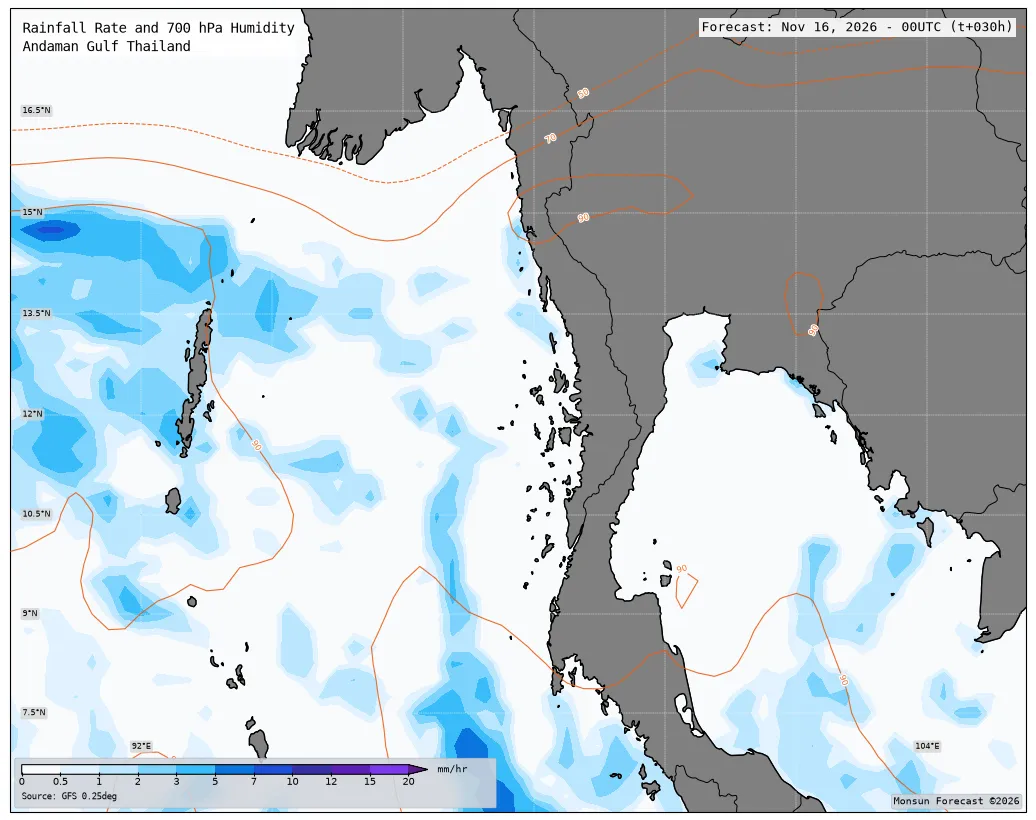 Rainfall Rate and 700 hPa Humidity
Andaman Gulf Thailand
Forecast: Nov 16, 2026 - 00UTC (t+030h)
50
16.5°N
70
15°N
90
13.5°N
90
12°N
90
10.5°N
90
9°N
90
7.5°N
92°E
104°E
mm/hr
0 0.5 1 2 3 5 7 10 12 15 20
Source: GFS 0.25deg
Monsun Forecast ©2026